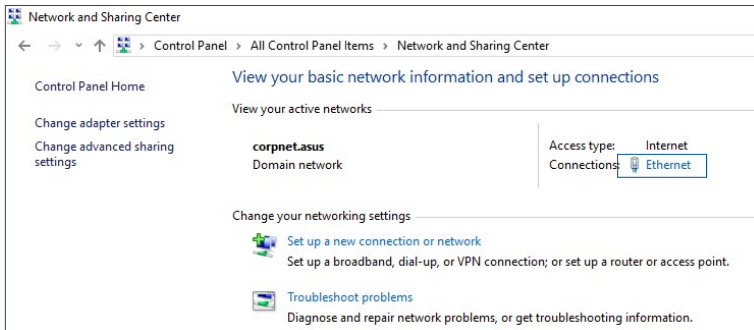 Network and Sharing Center
Control Panel > All Control Panel Items > Network and Sharing Center
Control Panel Home
Change adapter settings
Change advanced sharing
settings
View your basic network information and set up connections
View your active networks
corpnet.asus
Domain network
Access type: Internet
Connections: Ethernet
Change your networking settings
Set up a new connection or network
Set up a broadband, dial-up, or VPN connection; or set up a router or access point.
Troubleshoot problems
Diagnose and repair network problems, or get troubleshooting information.